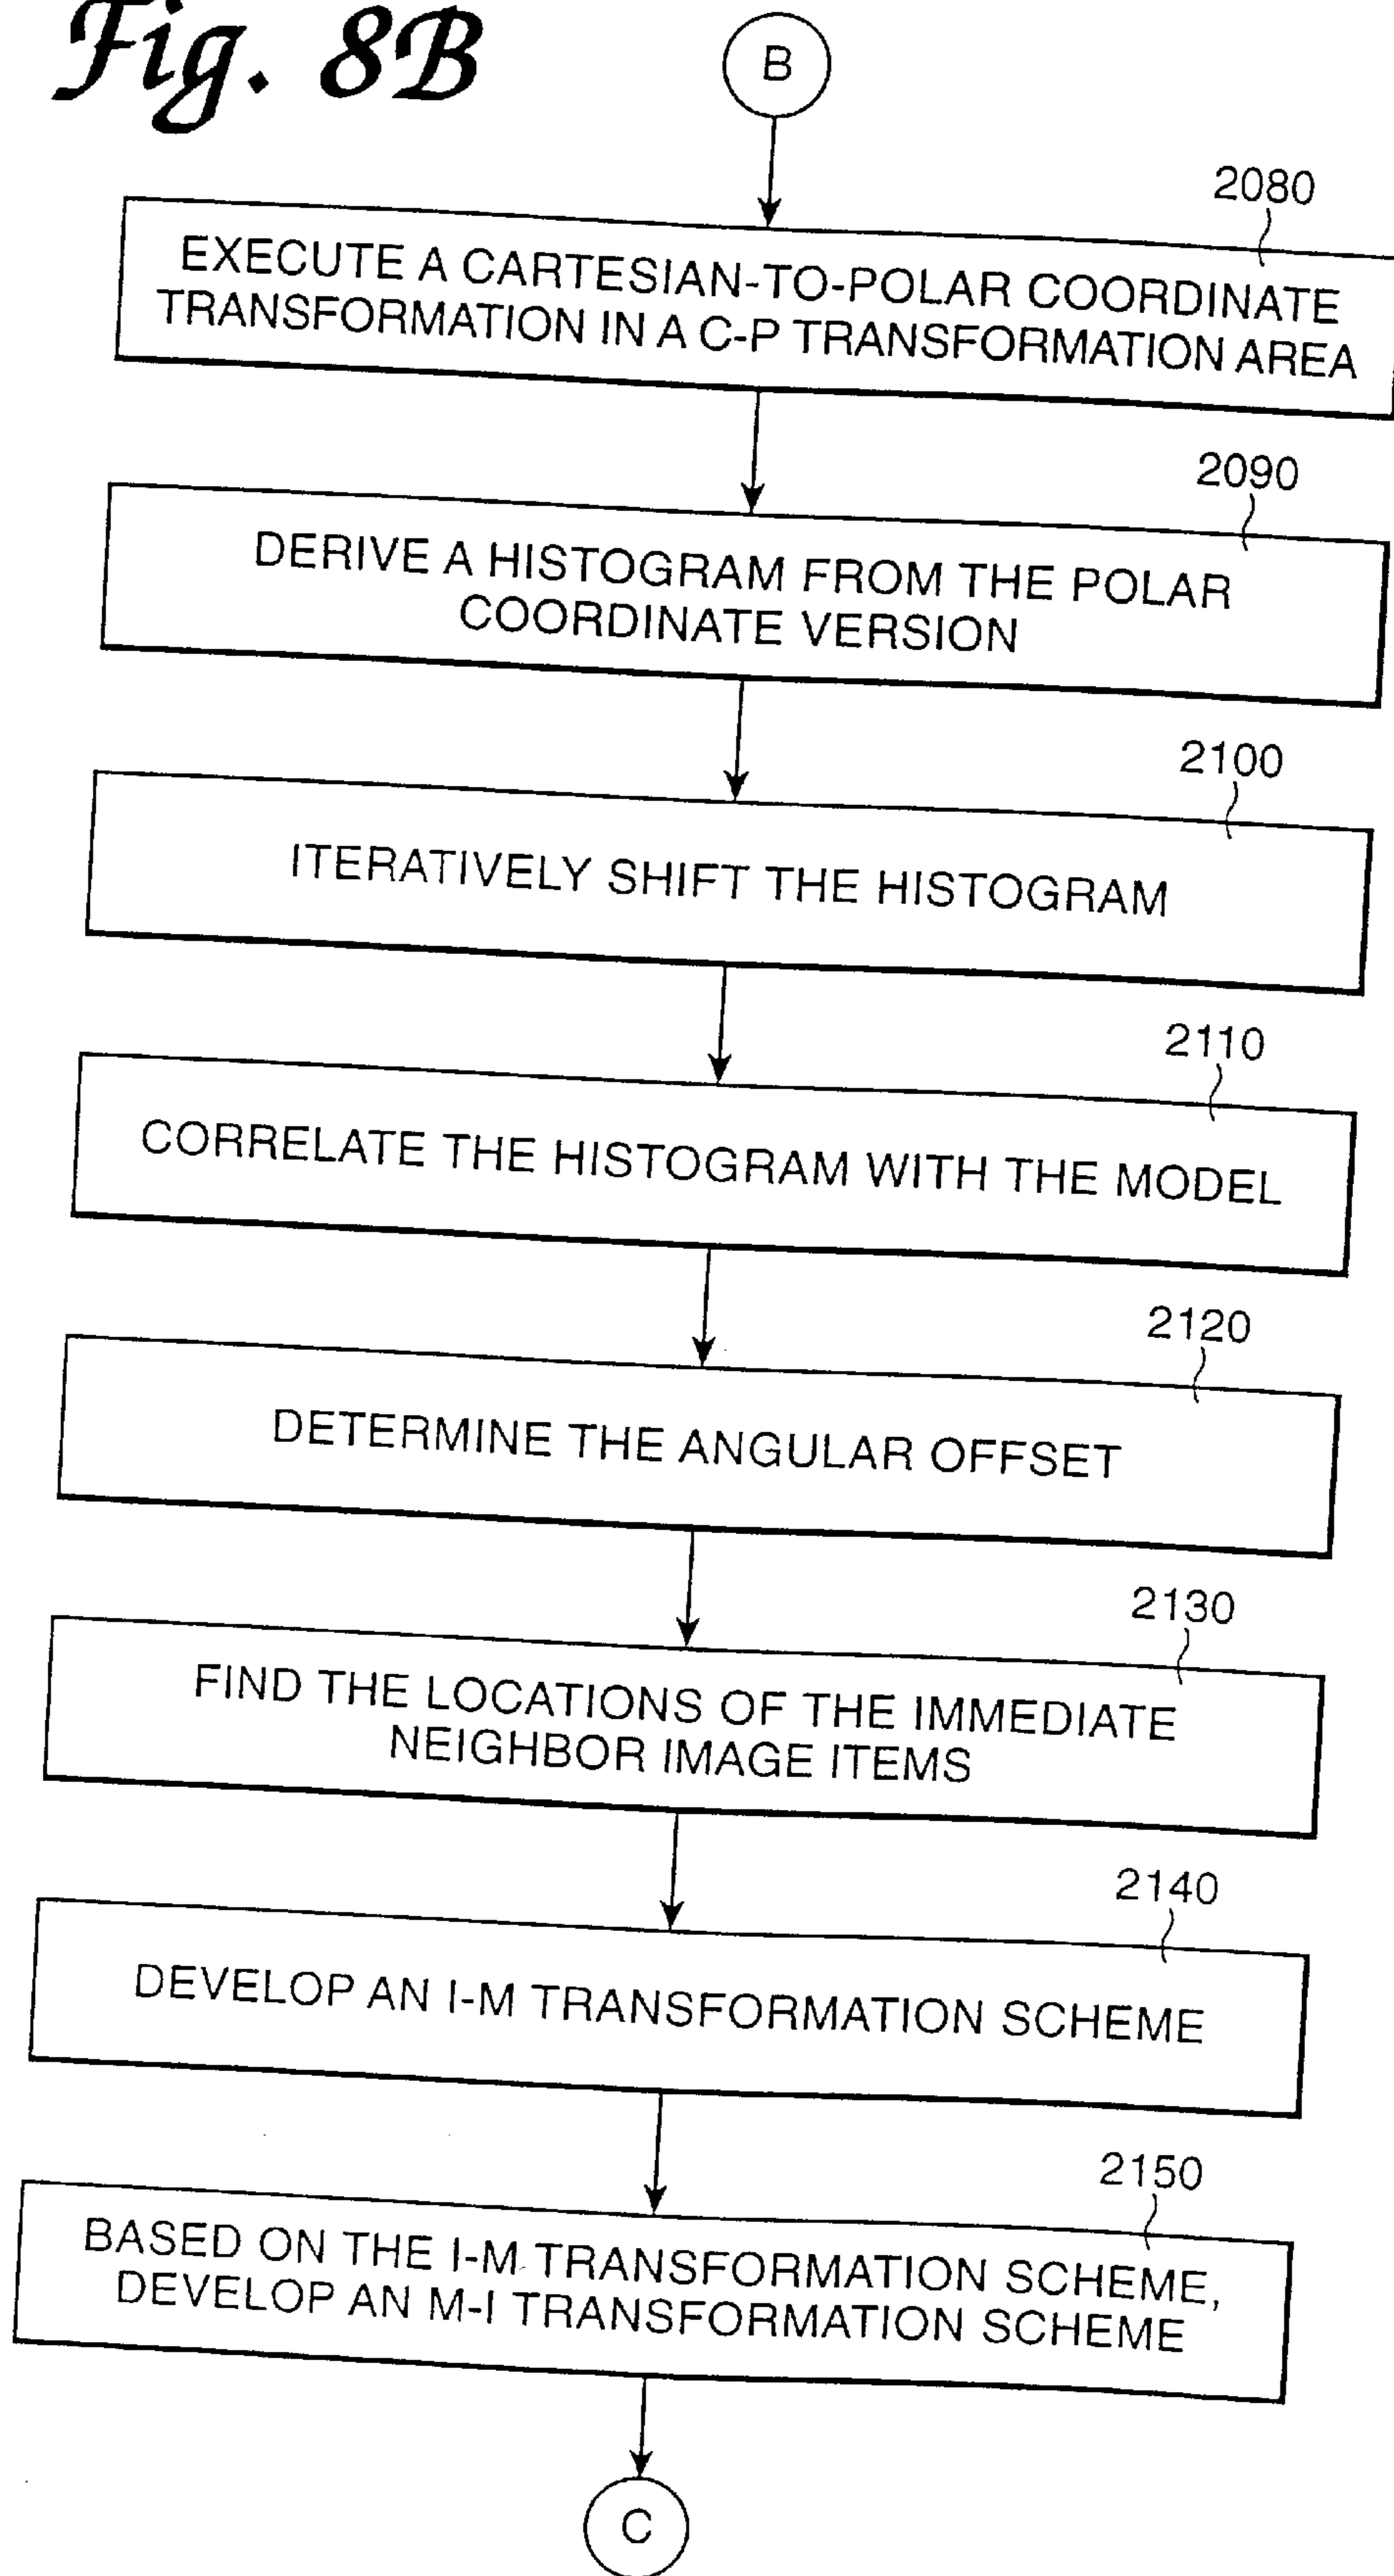 Fig. 8B
B
2080
EXECUTE A CARTESIAN-TO-POLAR COORDINATE
TRANSFORMATION IN A C-P TRANSFORMATION AREA
2090
DERIVE A HISTOGRAM FROM THE POLAR
COORDINATE VERSION
2100
ITERATIVELY SHIFT THE HISTOGRAM
2110
CORRELATE THE HISTOGRAM WITH THE MODEL
2120
DETERMINE THE ANGULAR OFFSET
2130
FIND THE LOCATIONS OF THE IMMEDIATE
NEIGHBOR IMAGE ITEMS
2140
DEVELOP AN I-M TRANSFORMATION SCHEME
2150
BASED ON THE I-M TRANSFORMATION SCHEME,
DEVELOP AN M-I TRANSFORMATION SCHEME
C